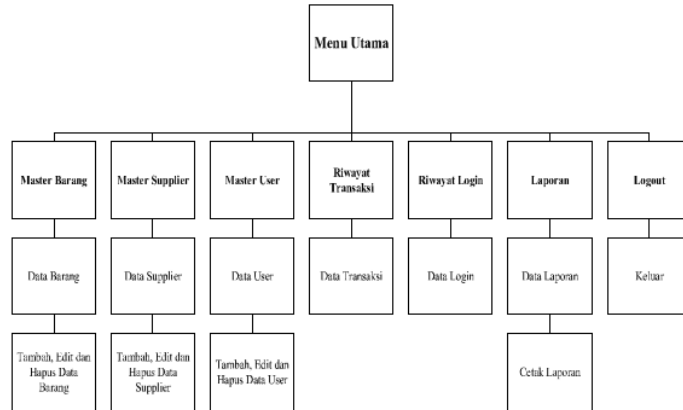 Menu Utama
Master Barang
Master Supplier
Master User
Riwayat
Transaksi
Riwayat Login
Laporan
Logout
Data Barang
Data Supplier
Data User
Data Transaksi
Data Login
Data Laporan
Keluar
Tambah, Edit dan
Hapus Data
Barang
Tambah, Edit dan
Hapus Data
Supplier
Tambah, Edit dan
Hapus Data User
Cetak Laporan